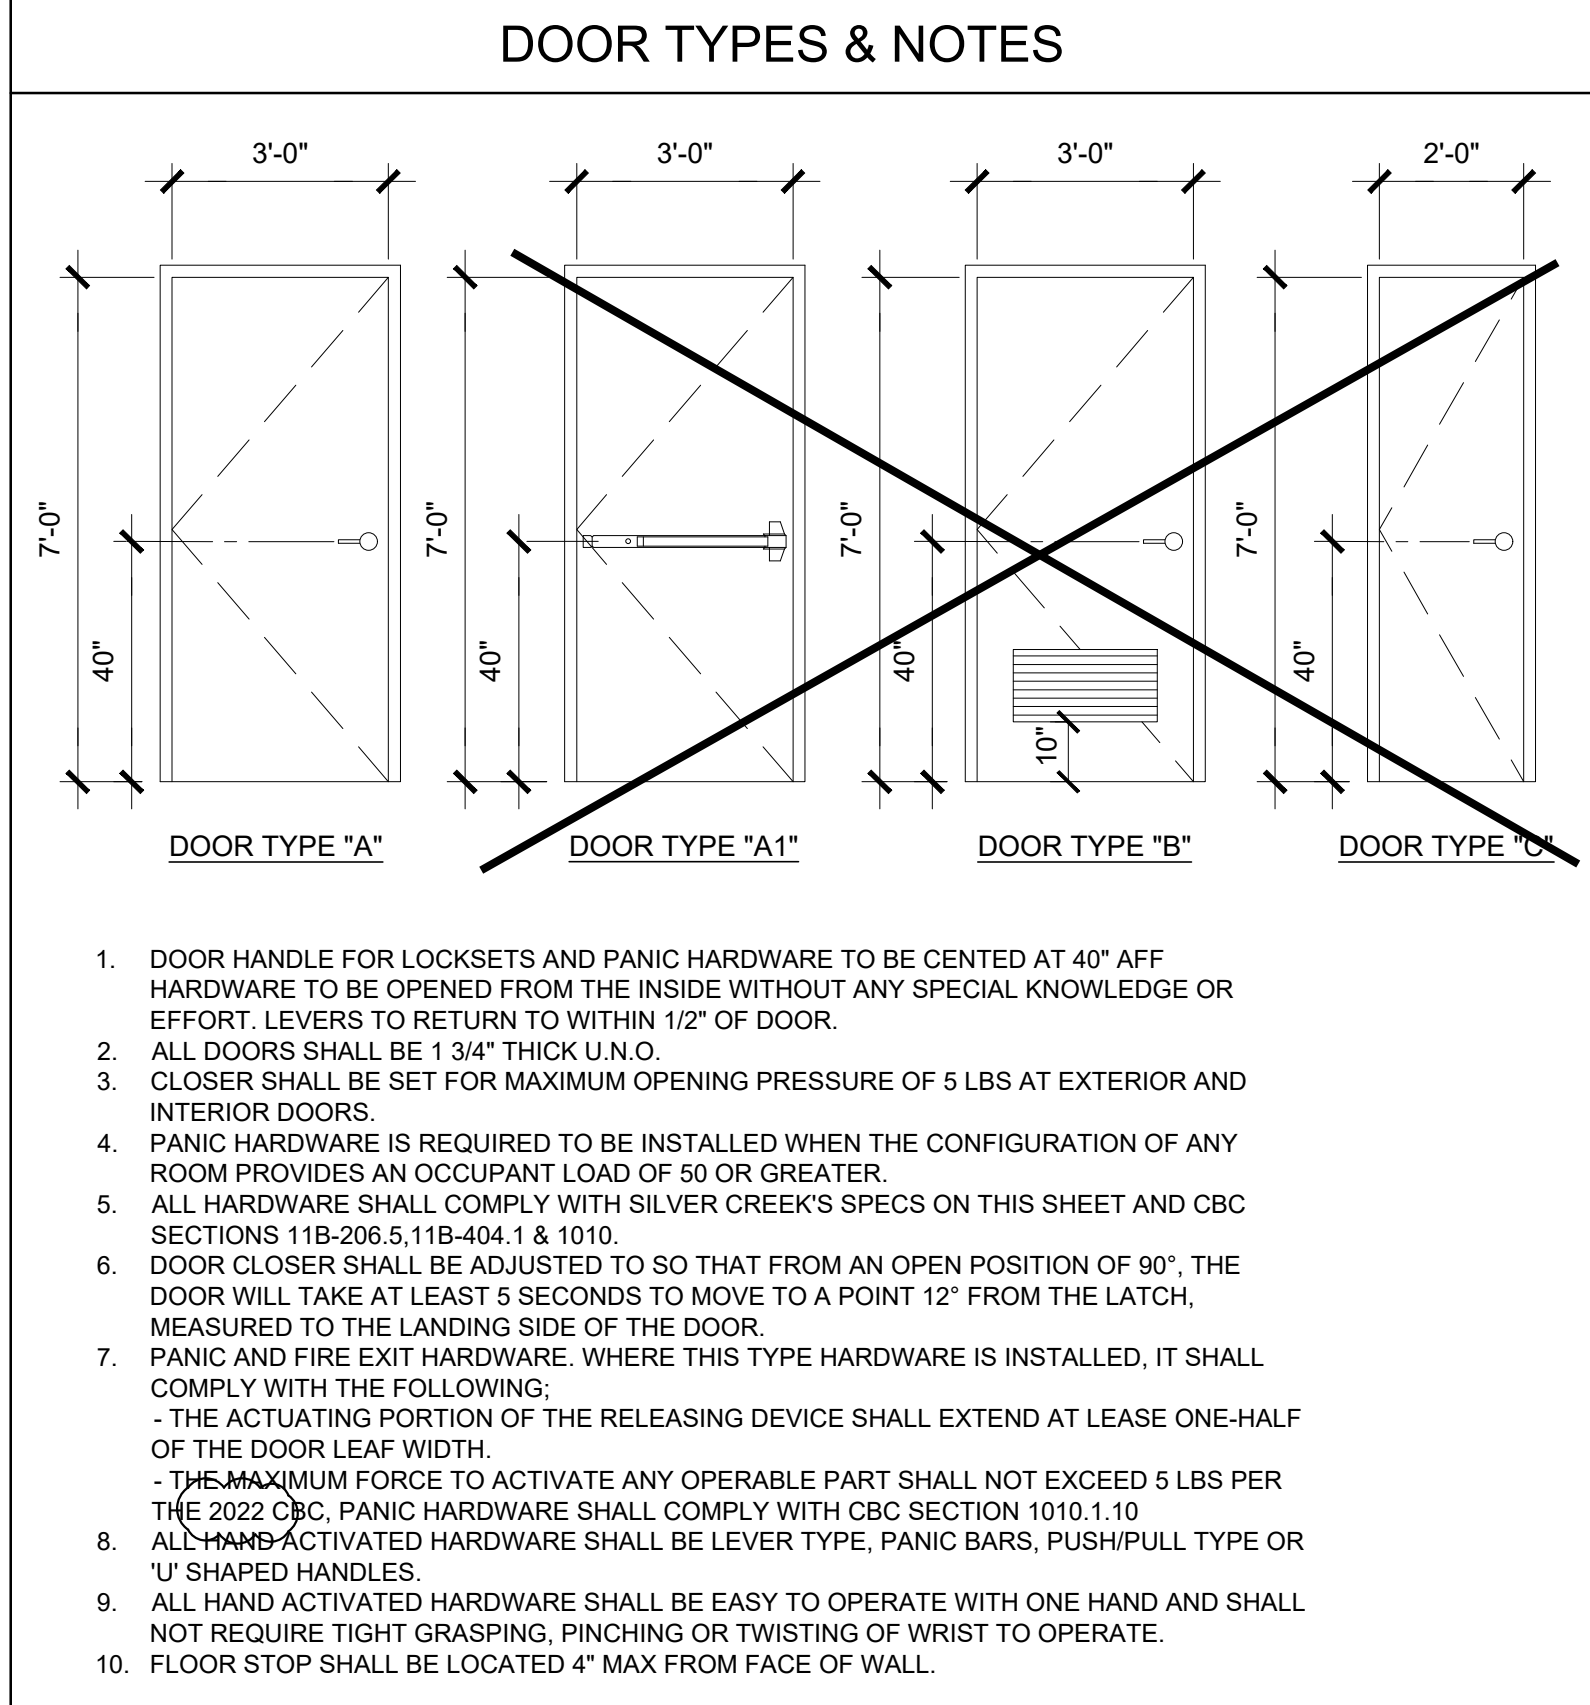 DOOR TYPES & NOTES
3'-0"
3'-0"
3'-0"
2'-0"
7'-0"
40"
7'-0"
40"
7'-0"
40"
10"
7'-0"
40"
DOOR TYPE "A"
DOOR TYPE "A1"
DOOR TYPE "B"
DOOR TYPE "C"
1. DOOR HANDLE FOR LOCKSETS AND PANIC HARDWARE TO BE CENTED AT 40" AFF
HARDWARE TO BE OPENED FROM THE INSIDE WITHOUT ANY SPECIAL KNOWLEDGE OR
EFFORT. LEVERS TO RETURN TO WITHIN 1/2" OF DOOR.
2. ALL DOORS SHALL BE 1 3/4" THICK U.N.O.
3. CLOSER SHALL BE SET FOR MAXIMUM OPENING PRESSURE OF 5 LBS AT EXTERIOR AND
INTERIOR DOORS.
4. PANIC HARDWARE IS REQUIRED TO BE INSTALLED WHEN THE CONFIGURATION OF ANY
ROOM PROVIDES AN OCCUPANT LOAD OF 50 OR GREATER.
5. ALL HARDWARE SHALL COMPLY WITH SILVER CREEK'S SPECS ON THIS SHEET AND CBC
SECTIONS 11B-206.5,11B-404.1 & 1010.
6. DOOR CLOSER SHALL BE ADJUSTED TO SO THAT FROM AN OPEN POSITION OF 90°, THE
DOOR WILL TAKE AT LEAST 5 SECONDS TO MOVE TO A POINT 12° FROM THE LATCH,
MEASURED TO THE LANDING SIDE OF THE DOOR.
7. PANIC AND FIRE EXIT HARDWARE. WHERE THIS TYPE HARDWARE IS INSTALLED, IT SHALL
COMPLY WITH THE FOLLOWING;
- THE ACTUATING PORTION OF THE RELEASING DEVICE SHALL EXTEND AT LEASE ONE-HALF
OF THE DOOR LEAF WIDTH.
- THE MAXIMUM FORCE TO ACTIVATE ANY OPERABLE PART SHALL NOT EXCEED 5 LBS PER
THE 2022 CBC, PANIC HARDWARE SHALL COMPLY WITH CBC SECTION 1010.1.10
8. ALL HAND ACTIVATED HARDWARE SHALL BE LEVER TYPE, PANIC BARS, PUSH/PULL TYPE OR
'U' SHAPED HANDLES.
9. ALL HAND ACTIVATED HARDWARE SHALL BE EASY TO OPERATE WITH ONE HAND AND SHALL
NOT REQUIRE TIGHT GRASPING, PINCHING OR TWISTING OF WRIST TO OPERATE.
10. FLOOR STOP SHALL BE LOCATED 4" MAX FROM FACE OF WALL.